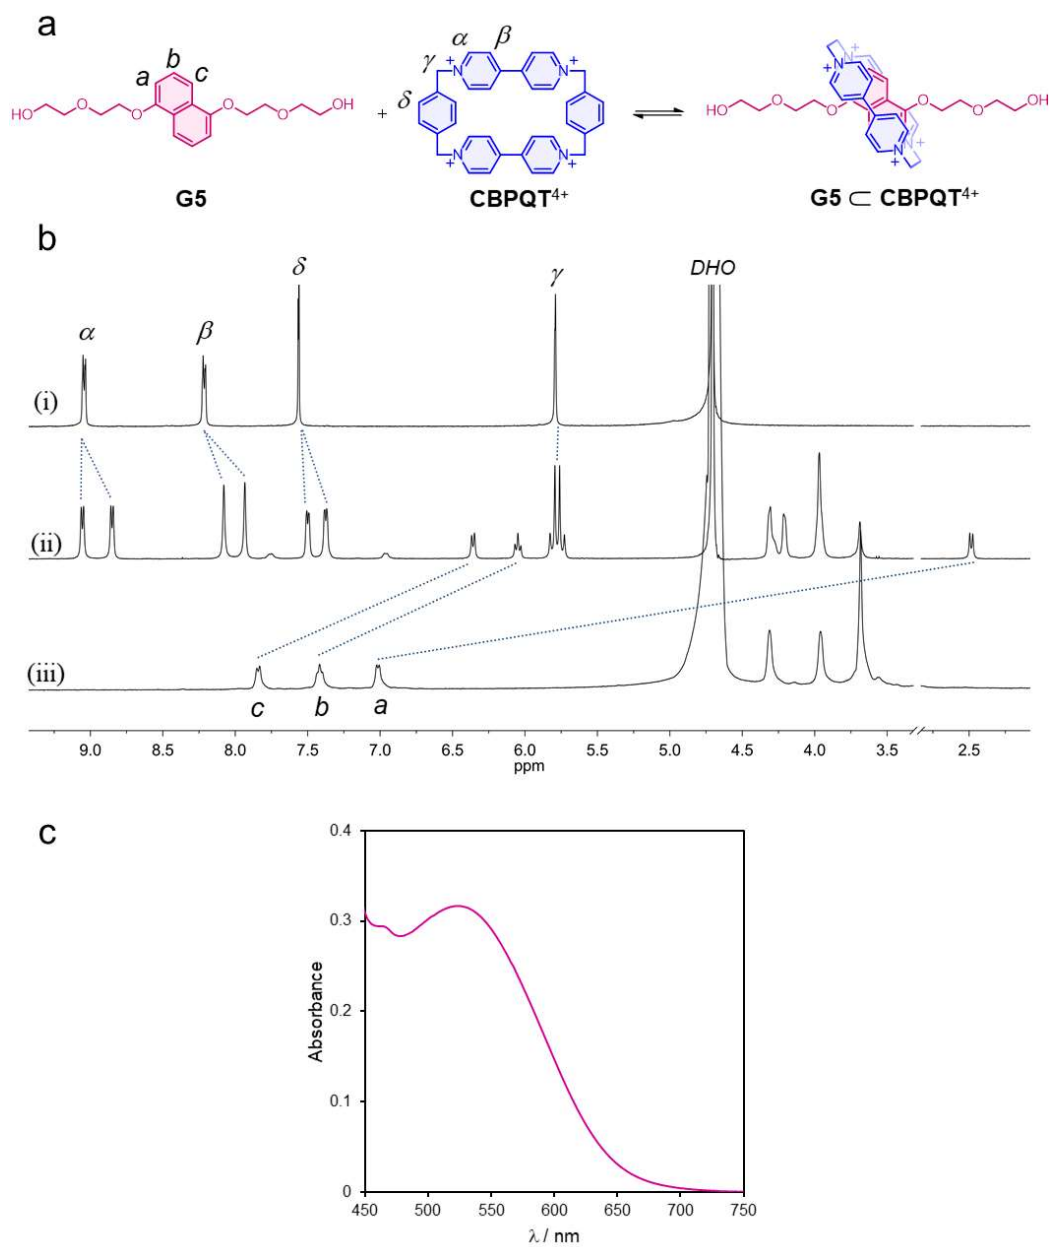 a
a b c
HO O O O O OH
G5
+
γ α β
δ
N + N + N + N +
CBPQT4+
HO O O O O OH
N + N + N + N +
G5 ⊂ CBPQT4+
b
α β δ γ DHO
(i)
(ii)
(iii)
c b a
9.0 8.5 8.0 7.5 7.0 6.5 6.0 5.5 5.0 4.5 4.0 3.5 2.5
ppm
c
Absorbance
0.4
0.3
0.2
0.1
0
450 500 550 600 650 700 750
λ / nm